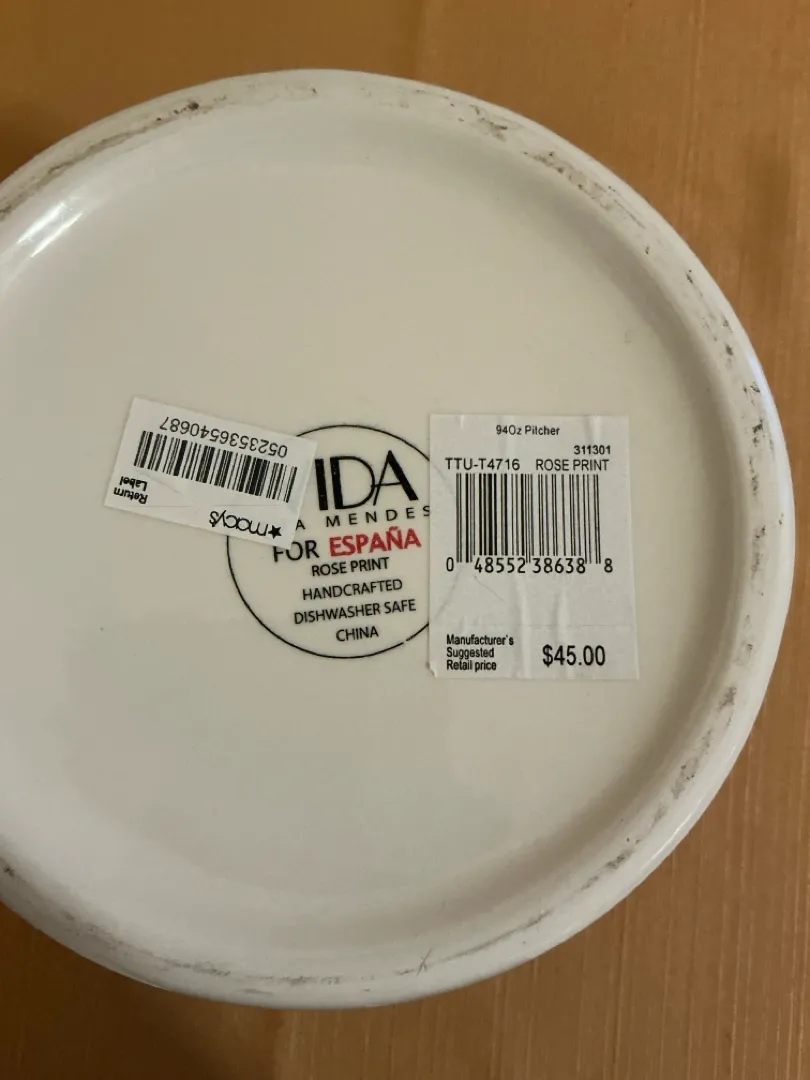 0523536540687
Return
Label
★macy's
IDA
A MENDES
FOR ESPAÑA
ROSE PRINT
HANDCRAFTED
DISHWASHER SAFE
CHINA
94Oz Pitcher
311301
TTU-T4716 ROSE PRINT
0 48552 38638 8
Manufacturer's
Suggested
Retail price
$45.00